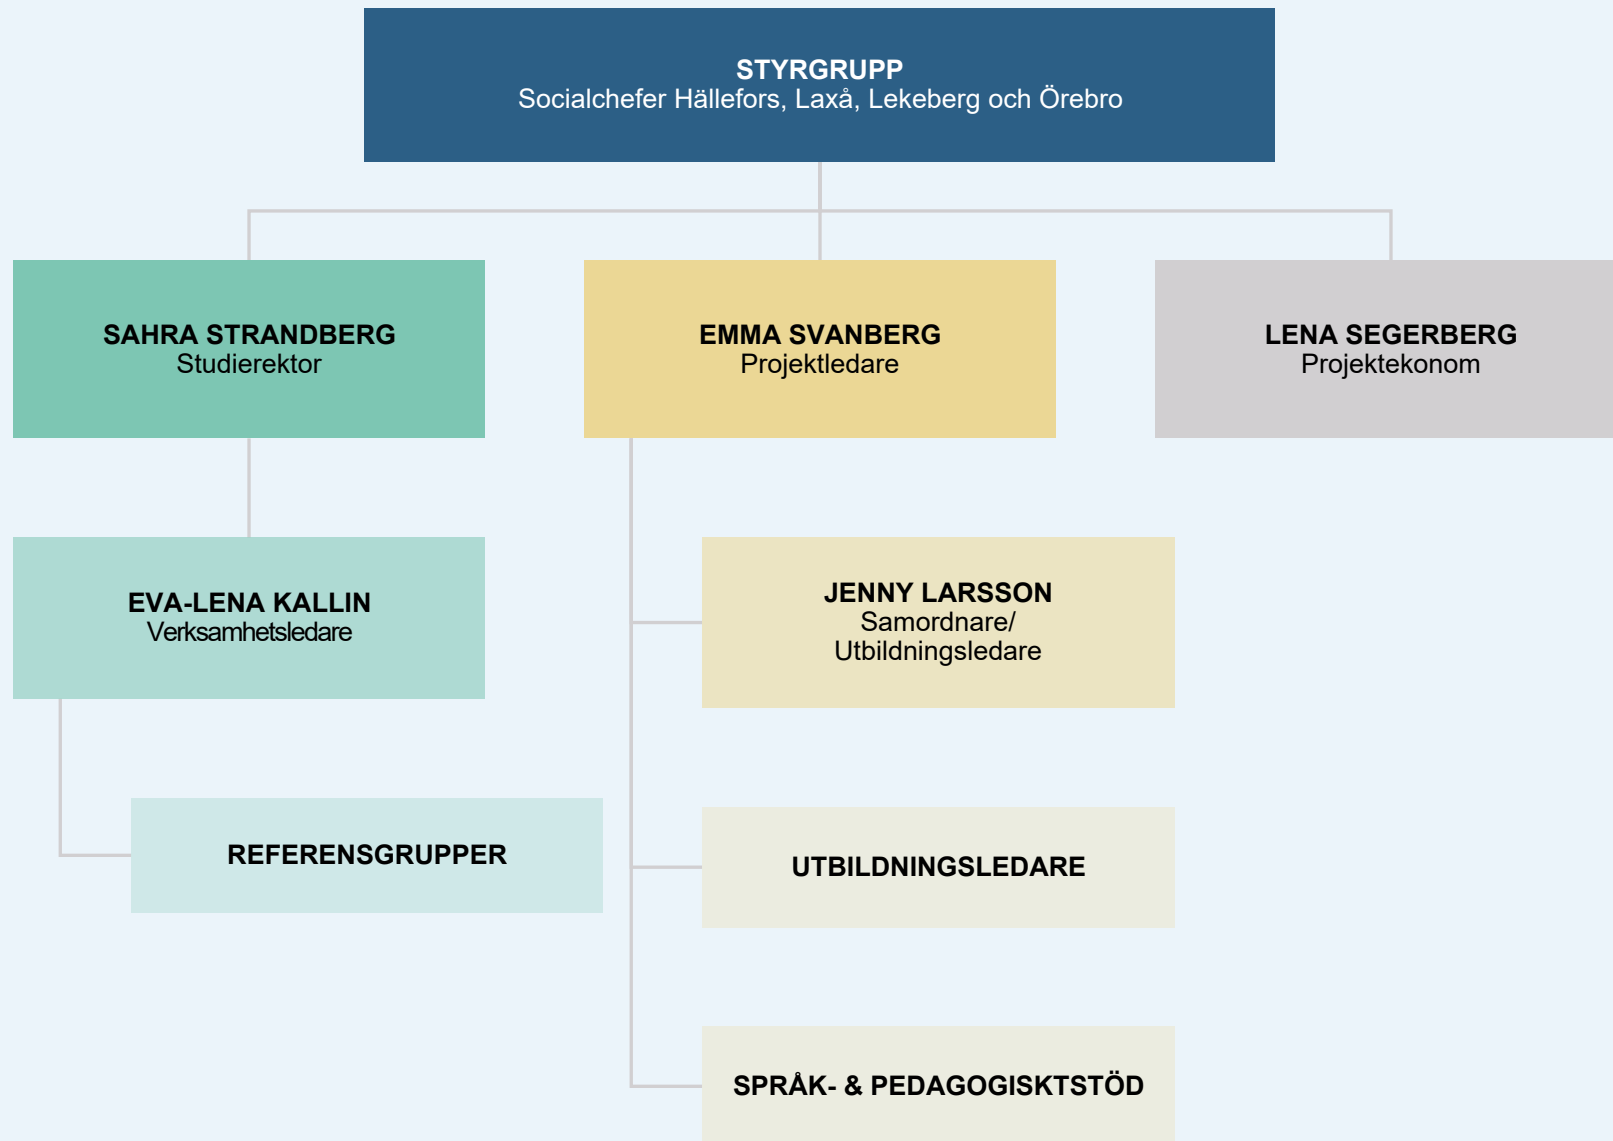 STYRGRUPP
Socialchefer Hällefors, Laxå, Lekeberg och Örebro
SAHRA STRANDBERG
Studierektor
EMMA SVANBERG
Projektledare
LENA SEGERBERG
Projektekonom
EVA-LENA KALLIN
Verksamhetsledare
JENNY LARSSON
Samordnare/
Utbildningsledare
REFERENSGRUPPER
UTBILDNINGSLEDARE
SPRÅK- & PEDAGOGISKTSTÖD